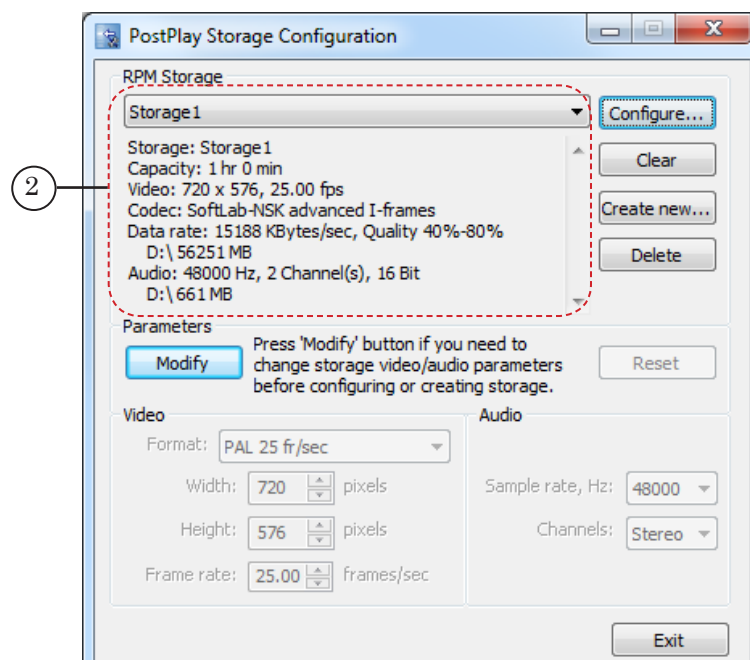 PostPlay Storage Configuration
RPM Storage
Storage1
Configure...
Storage: Storage1
Capacity: 1 hr 0 min
Video: 720 x 576, 25.00 fps
Codec: SoftLab-NSK advanced I-frames
Data rate: 15188 KBytes/sec, Quality 40%-80%
D:\ 56251 MB
Audio: 48000 Hz, 2 Channel(s), 16 Bit
D:\ 661 MB
Clear
Create new...
Delete
2
Parameters
Modify
Press 'Modify' button if you need to
change storage video/audio parameters
before configuring or creating storage.
Reset
Video
Format: PAL 25 fr/sec
Width: 720 pixels
Height: 576 pixels
Frame rate: 25.00 frames/sec
Audio
Sample rate, Hz: 48000
Channels: Stereo
Exit